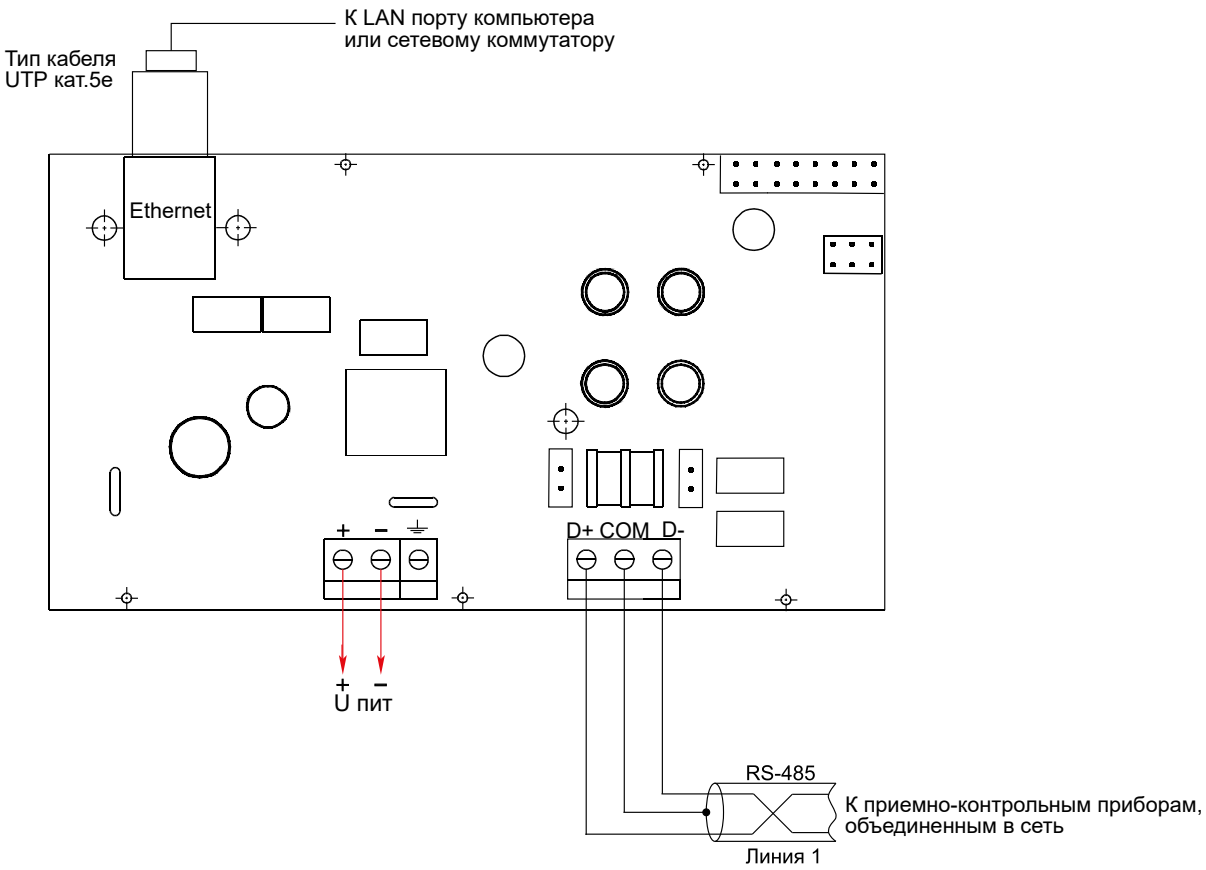 К LAN порту компьютера
или сетевому коммутатору
Тип кабеля
UTP кат.5е
Ethernet
+ –
D+ COM D-
+ –
U пит
RS-485
К приемно-контрольным приборам,
объединенным в сеть
Линия 1